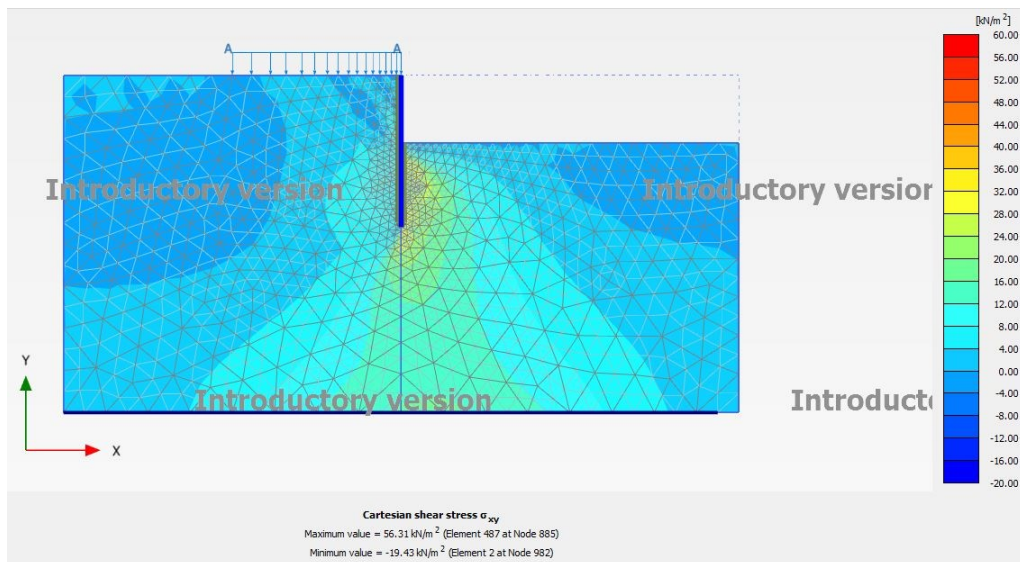 [kN/m²]
A A
60.00
56.00
52.00
48.00
44.00
40.00
36.00
32.00
28.00
24.00
20.00
16.00
12.00
8.00
4.00
0.00
-4.00
-8.00
-12.00
-16.00
-20.00
Introductory version Introductory version
Introductory version Introducto
Y
X
Cartesian shear stress σxy
Maximum value = 56.31 kN/m² (Element 487 at Node 885)
Minimum value = -19.43 kN/m² (Element 2 at Node 982)